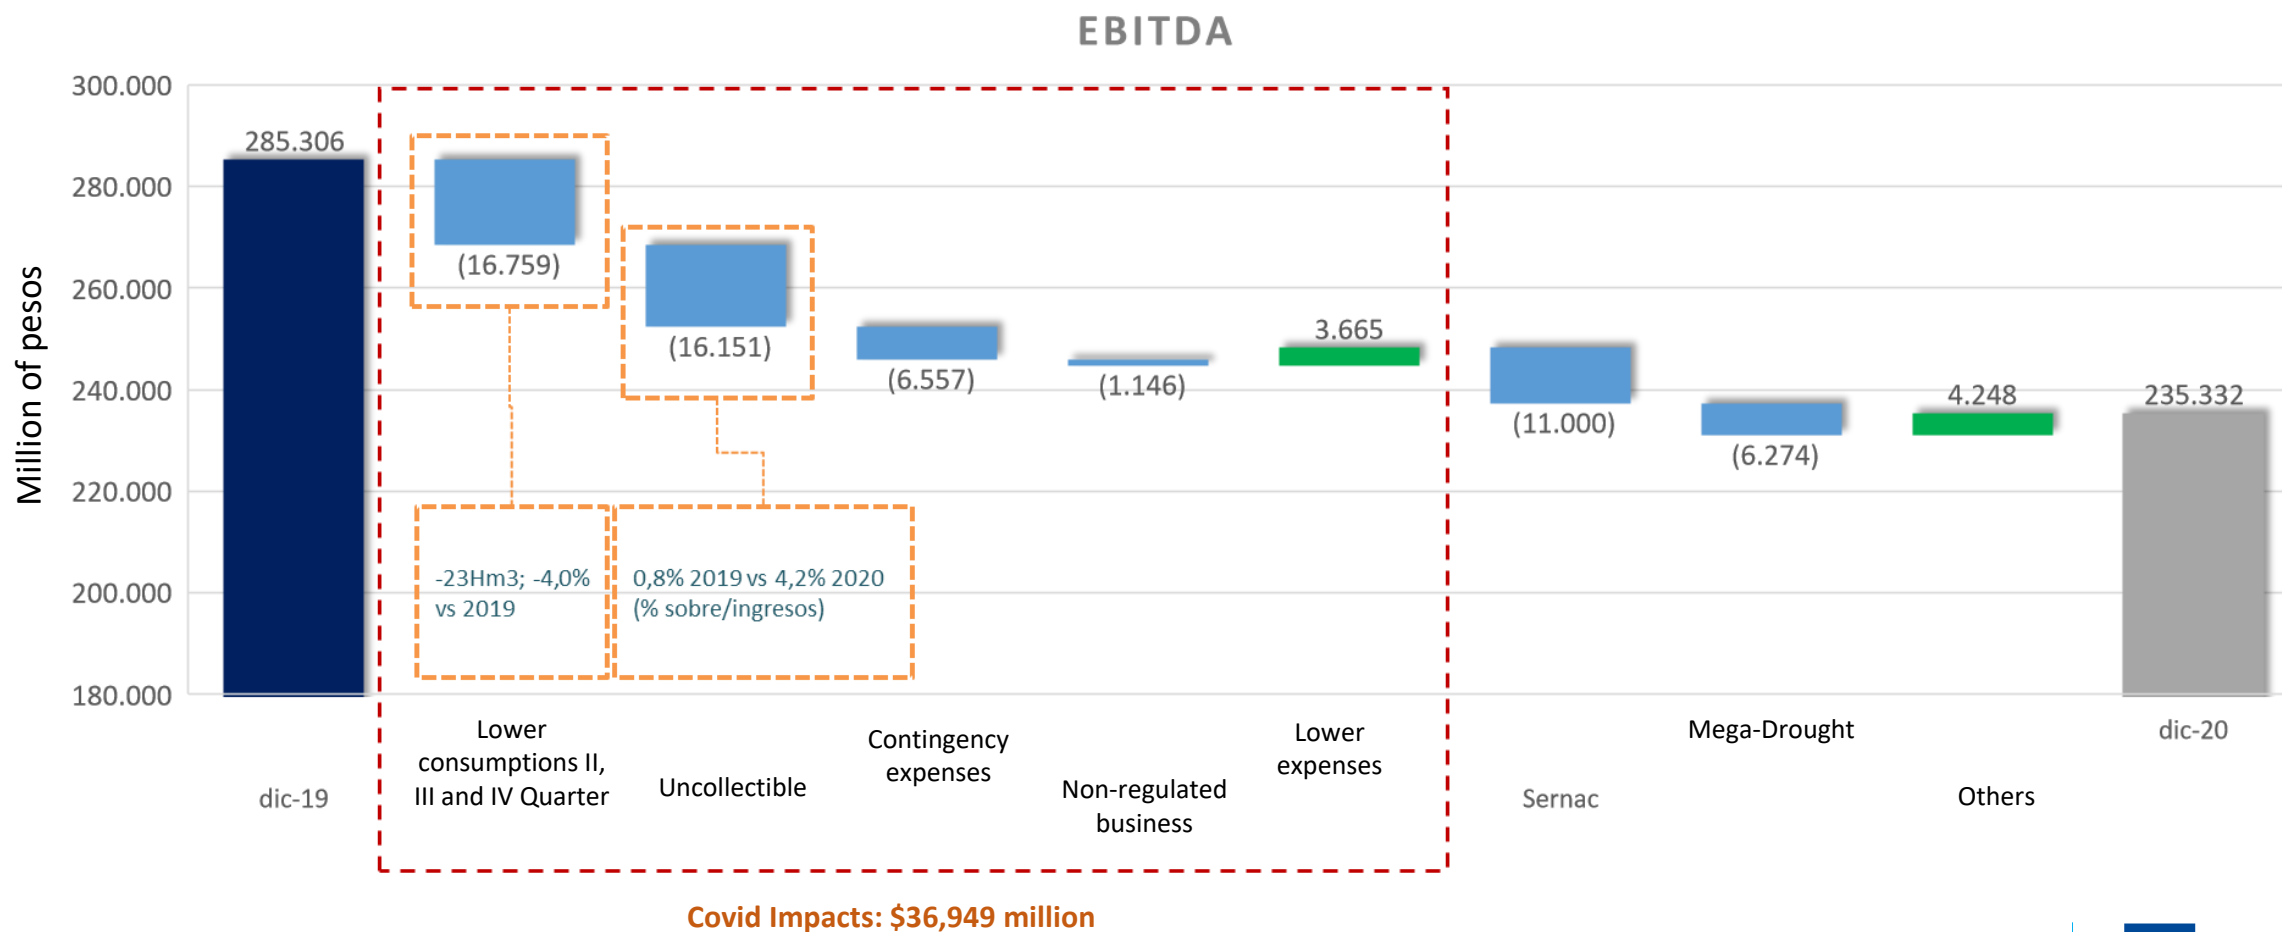 EBITDA
Million of pesos
300.000
280.000
260.000
240.000
220.000
200.000
180.000
285.306
(16.759)
(16.151)
(6.557)
(1.146)
3.665
(11.000)
(6.274)
4.248
235.332
-23Hm3; -4,0%
vs 2019
0,8% 2019 vs 4,2% 2020
(% sobre/ingresos)
dic-19
Lower
consumptions II,
III and IV Quarter
Uncollectible
Contingency
expenses
Non-regulated
business
Lower
expenses
Sernac
Mega-Drought
Others
dic-20
Covid Impacts: $36,949 million